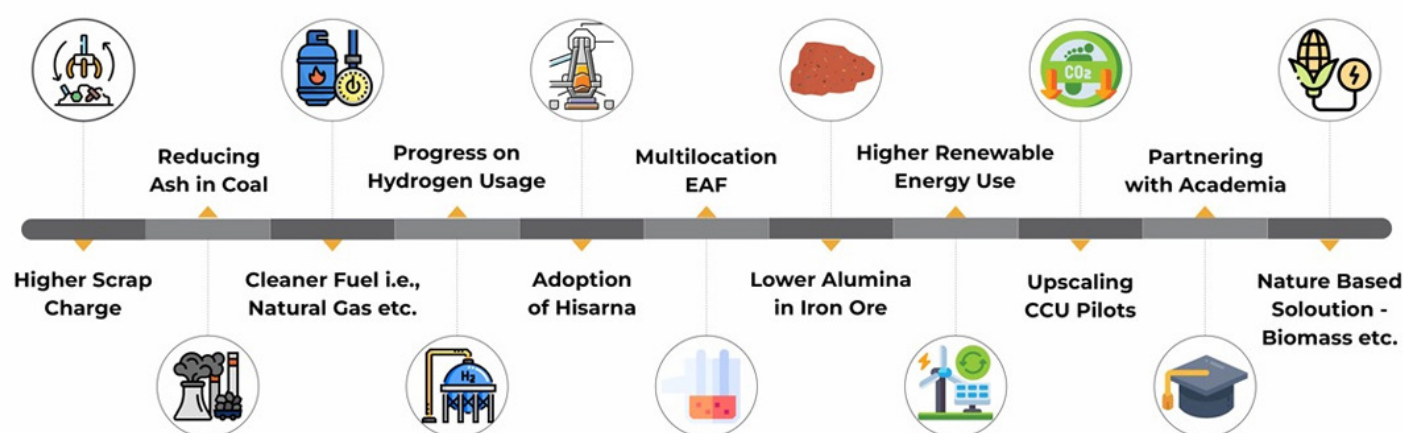 CO₂
Reducing
Ash in Coal
Progress on
Hydrogen Usage
Multilocation
EAF
Higher Renewable
Energy Use
Partnering
with Academia
Higher Scrap
Charge
Cleaner Fuel i.e.,
Natural Gas etc.
Adoption
of Hisarna
Lower Alumina
in Iron Ore
Upscaling
CCU Pilots
Nature Based
Soloution -
Biomass etc.
H₂